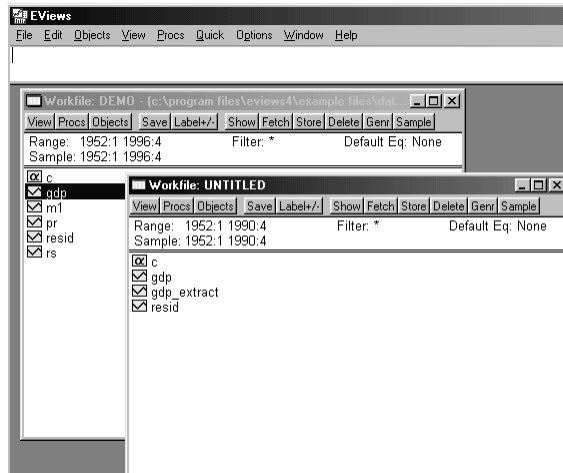 EViews
File Edit Objects View Procs Quick Options Window Help
Workfile: DEMO - (c:\program files\eviews4\example files\dat...
View Procs Objects Save Label+/- Show Fetch Store Delete Genr Sample
Range: 1952:1 1996:4 Filter: * Default Eq: None
Sample: 1952:1 1996:4
c
gdp
m1
pr
resid
rs
Workfile: UNTITLED
View Procs Objects Save Label+/- Show Fetch Store Delete Genr Sample
Range: 1952:1 1990:4 Filter: * Default Eq: None
Sample: 1952:1 1990:4
c
gdp
gdp_extract
resid